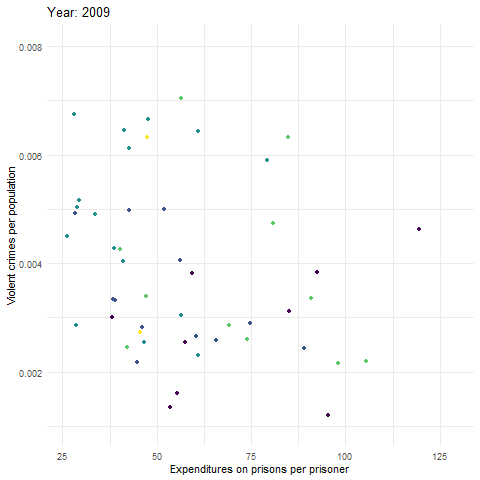 Year: 2009
0.008
0.006
0.004
0.002
Violent crimes per population
25 50 75 100 125
Expenditures on prisons per prisoner